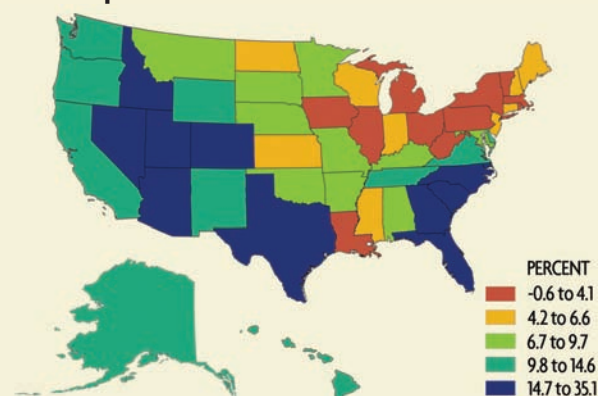 PERCENT
-0.6 to 4.1
4.2 to 6.6
6.7 to 9.7
9.8 to 14.6
14.7 to 35.1